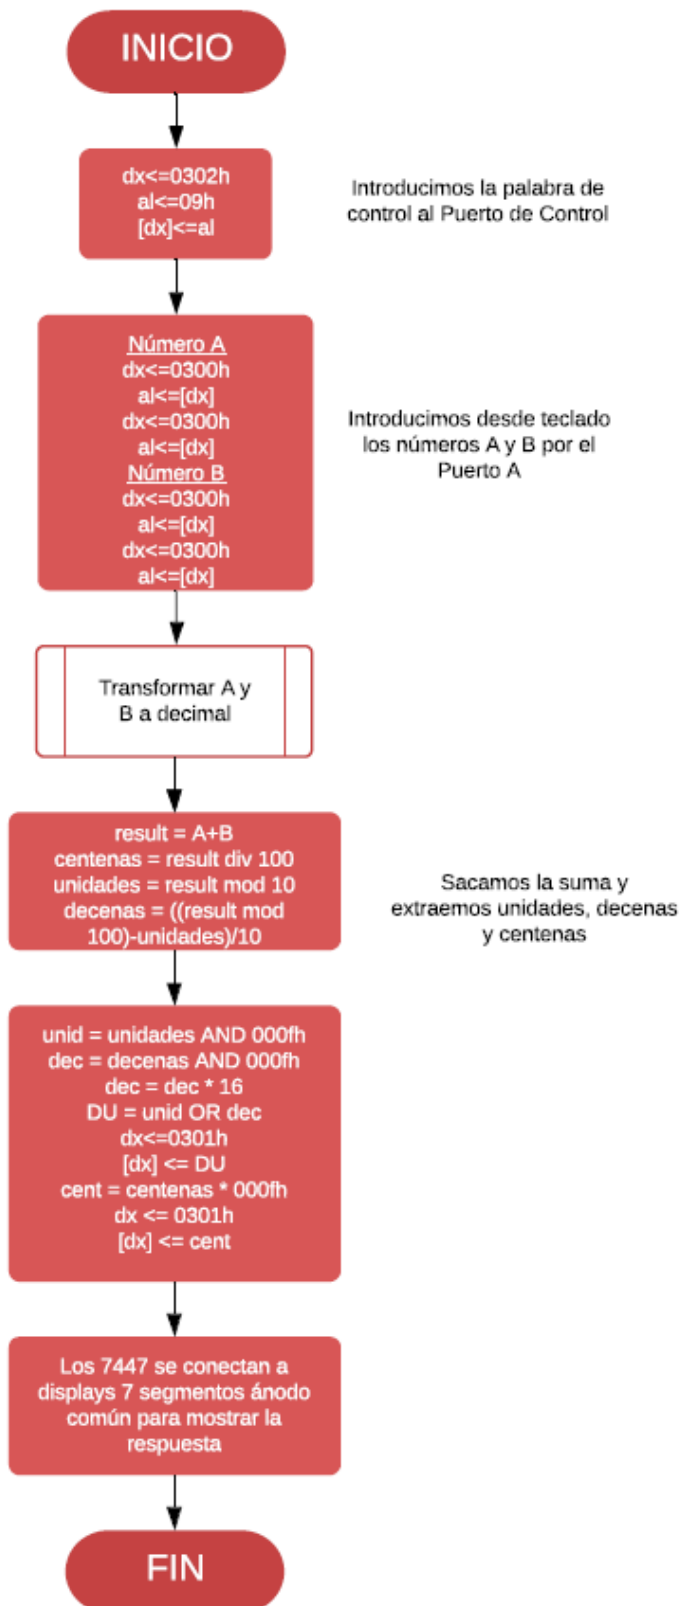 INICIO
dx<=0302h
al<=09h
[dx]<=al
Introducimos la palabra de
control al Puerto de Control
Número A
dx<=0300h
al<=[dx]
dx<=0300h
al<=[dx]
Número B
dx<=0300h
al<=[dx]
dx<=0300h
al<=[dx]
Introducimos desde teclado
los números A y B por el
Puerto A
Transformar A y
B a decimal
result = A+B
centenas = result div 100
unidades = result mod 10
decenas = ((result mod
100)-unidades)/10
Sacamos la suma y
extraemos unidades, decenas
y centenas
unid = unidades AND 000fh
dec = decenas AND 000fh
dec = dec * 16
DU = unid OR dec
dx<=0301h
[dx] <= DU
cent = centenas * 000fh
dx <= 0301h
[dx] <= cent
Los 7447 se conectan a
displays 7 segmentos ánodo
común para mostrar la
respuesta
FIN